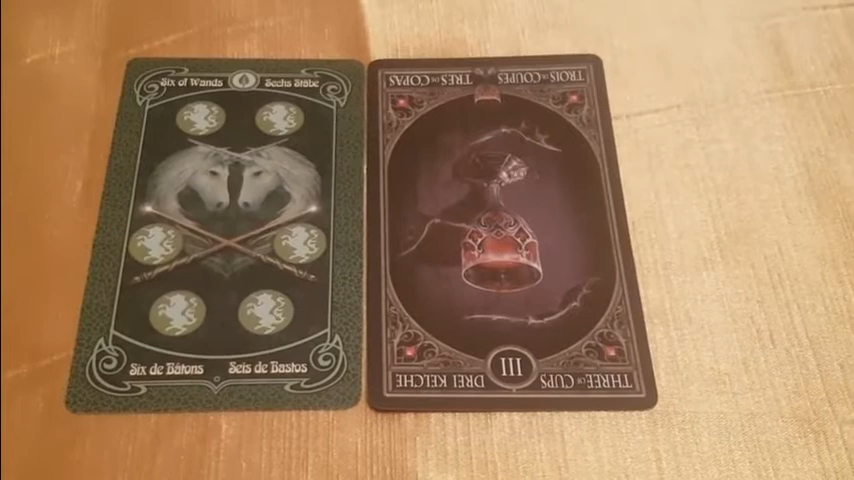 Six of Wands Sechs Stäbe
Six de Bâtons Seis de Bastos
THREE OF CUPS DREI KELCHE
III
TROIS DE COUPES TRES DE COPAS